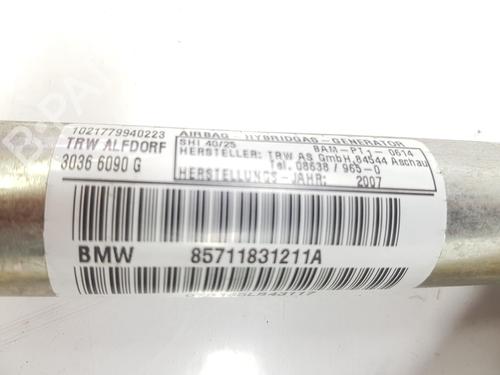 1021779940223
TRW ALFDORF
3036 6090 G
AIRBAG - HYBRIDGAS - GENERATOR
SHI 40/25 BAM-PT1- 0614
HERSTELLER: TRW AS GmbH, 84544 Aschau
Tel. 08638 / 965-0
HERSTELLUNGS-JAHR: 2007
BMW 85711831211A